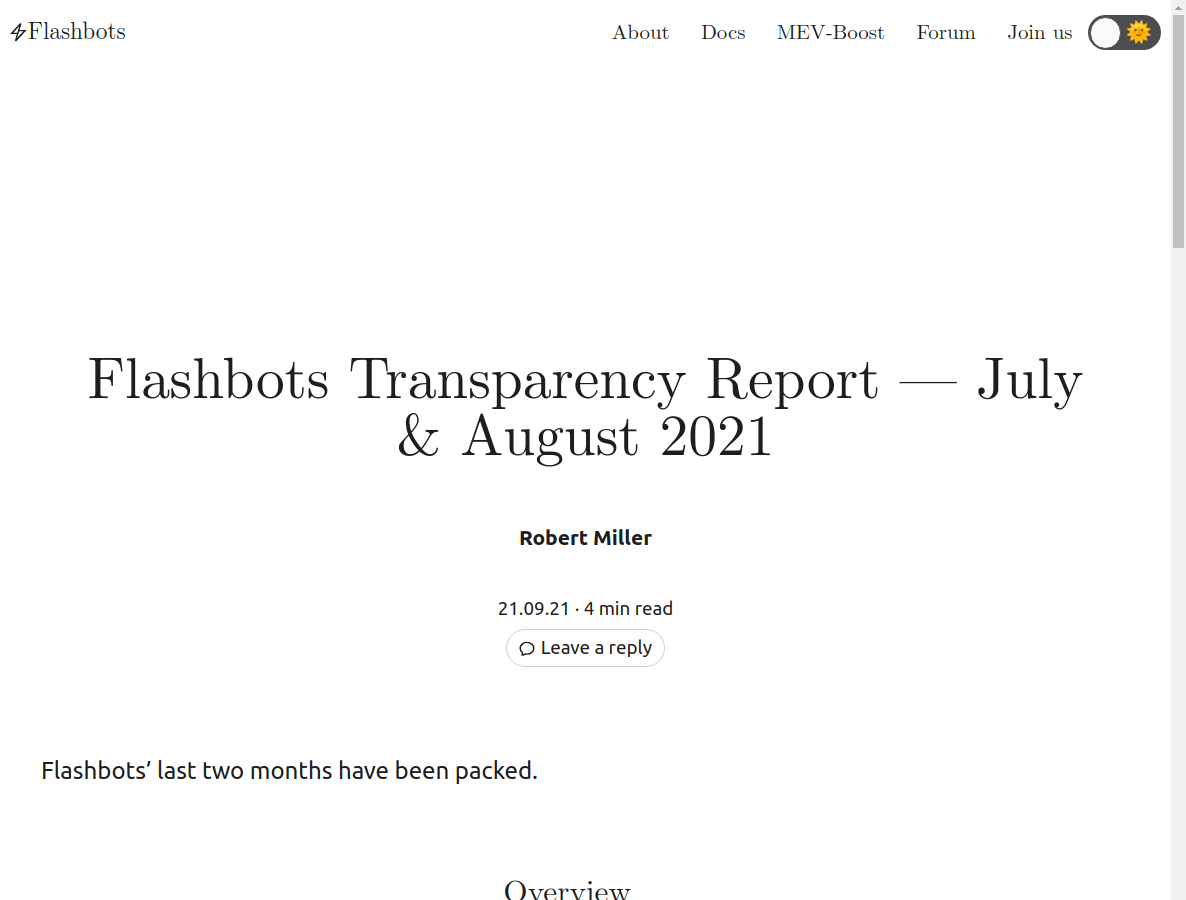 Flashbots
About Docs MEV-Boost Forum Join us
Flashbots Transparency Report — July
& August 2021
Robert Miller
21.09.21 · 4 min read
Leave a reply
Flashbots’ last two months have been packed.
Overview